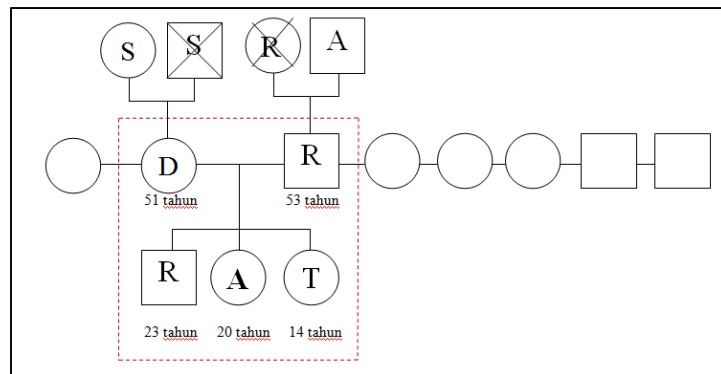 S S R A
D R
51 tahun 53 tahun
R A T
23 tahun 20 tahun 14 tahun